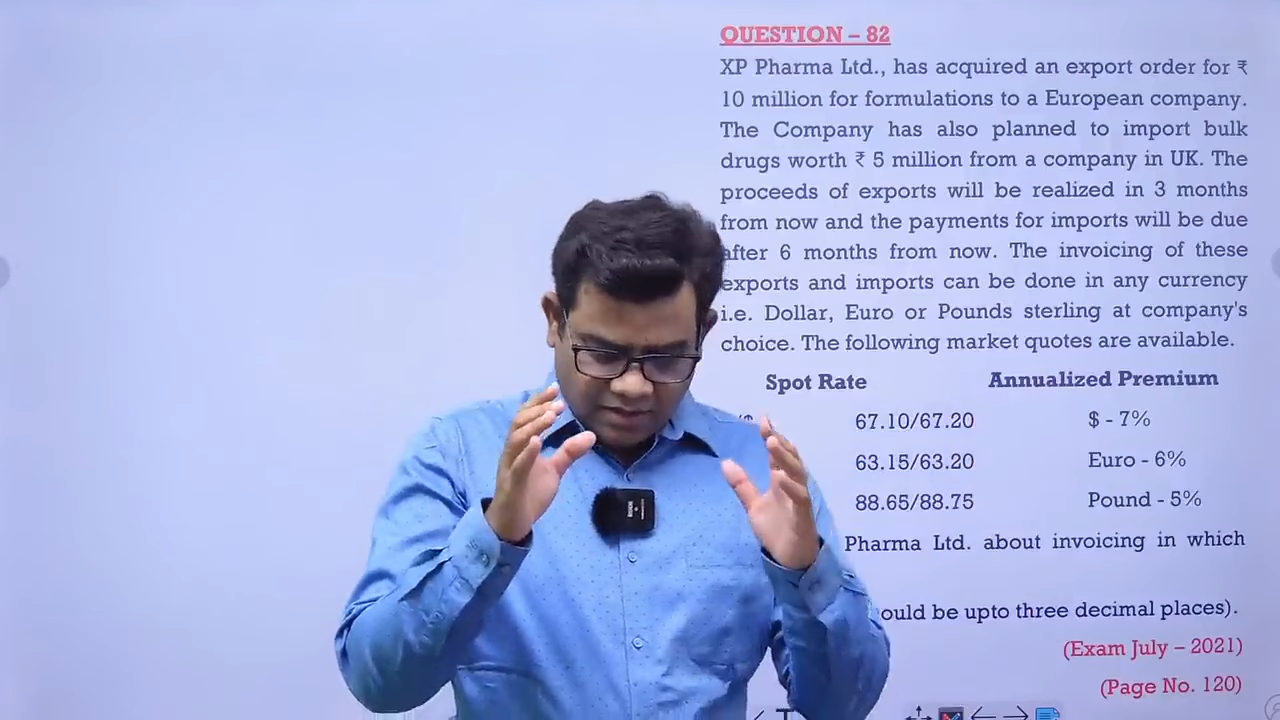 QUESTION – 82
XP Pharma Ltd., has acquired an export order for ₹
10 million for formulations to a European company.
The Company has also planned to import bulk
drugs worth ₹ 5 million from a company in UK. The
proceeds of exports will be realized in 3 months
from now and the payments for imports will be due
after 6 months from now. The invoicing of these
exports and imports can be done in any currency
i.e. Dollar, Euro or Pounds sterling at company's
choice. The following market quotes are available.
Spot Rate Annualized Premium
67.10/67.20 $ - 7%
63.15/63.20 Euro - 6%
88.65/88.75 Pound - 5%
Pharma Ltd. about invoicing in which
be upto three decimal places).
(Exam July – 2021)
(Page No. 120)